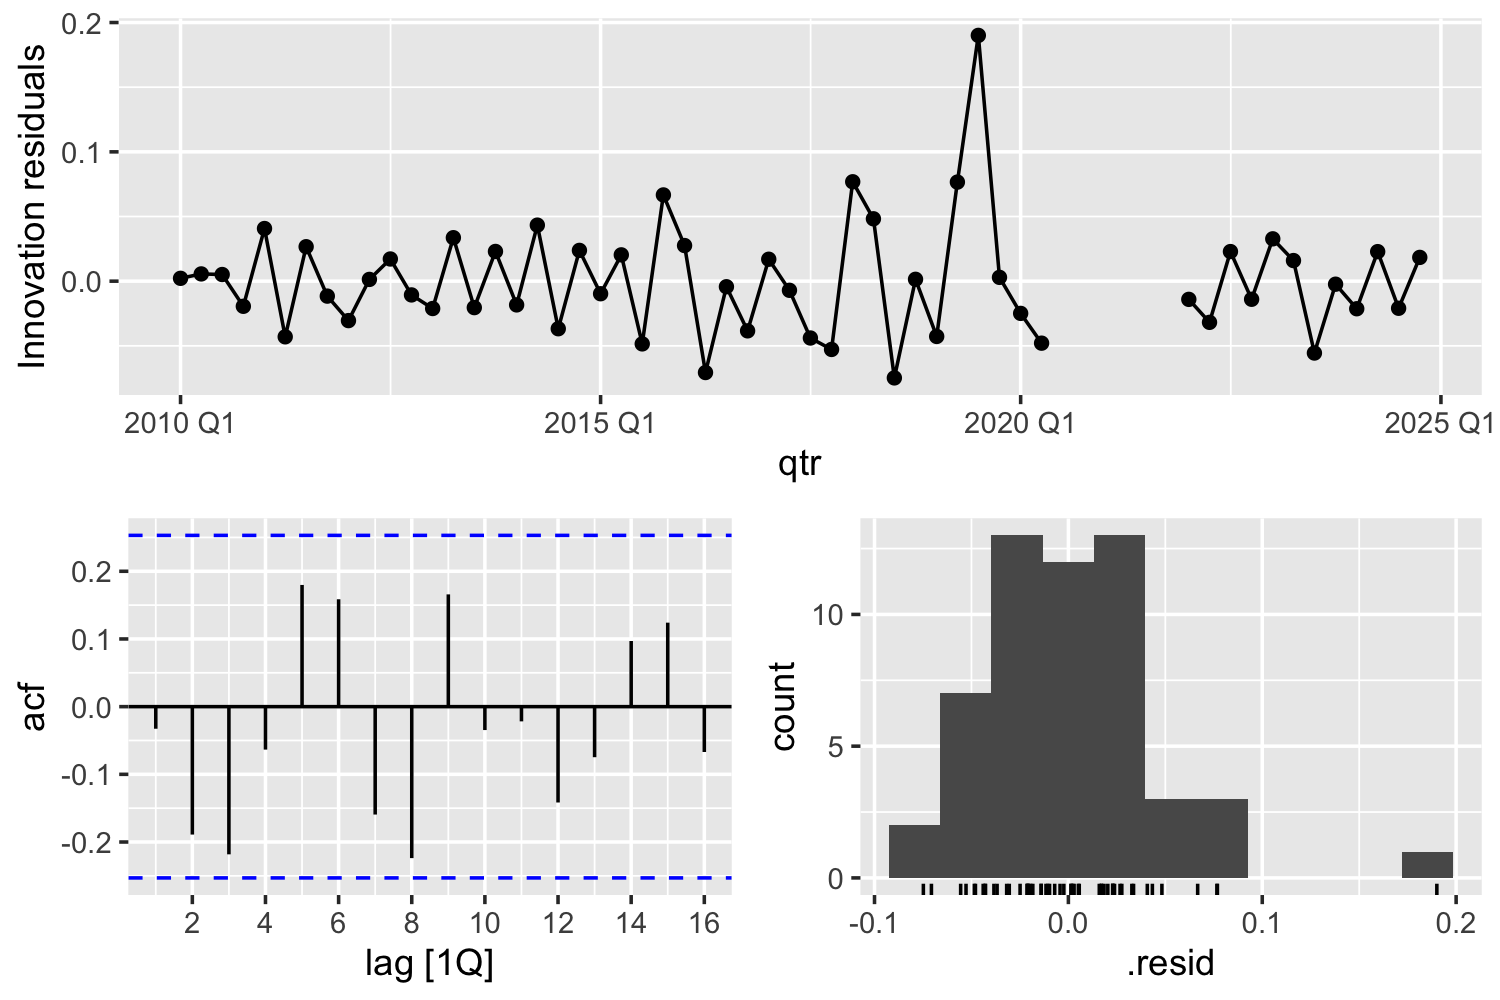 Innovation residuals
0.2
0.1
0.0
2010 Q1 2015 Q1 2020 Q1 2025 Q1
qtr
acf
0.2
0.1
0.0
-0.1
-0.2
2 4 6 8 10 12 14 16
lag [1Q]
count
10
5
0
-0.1 0.0 0.1 0.2
.resid